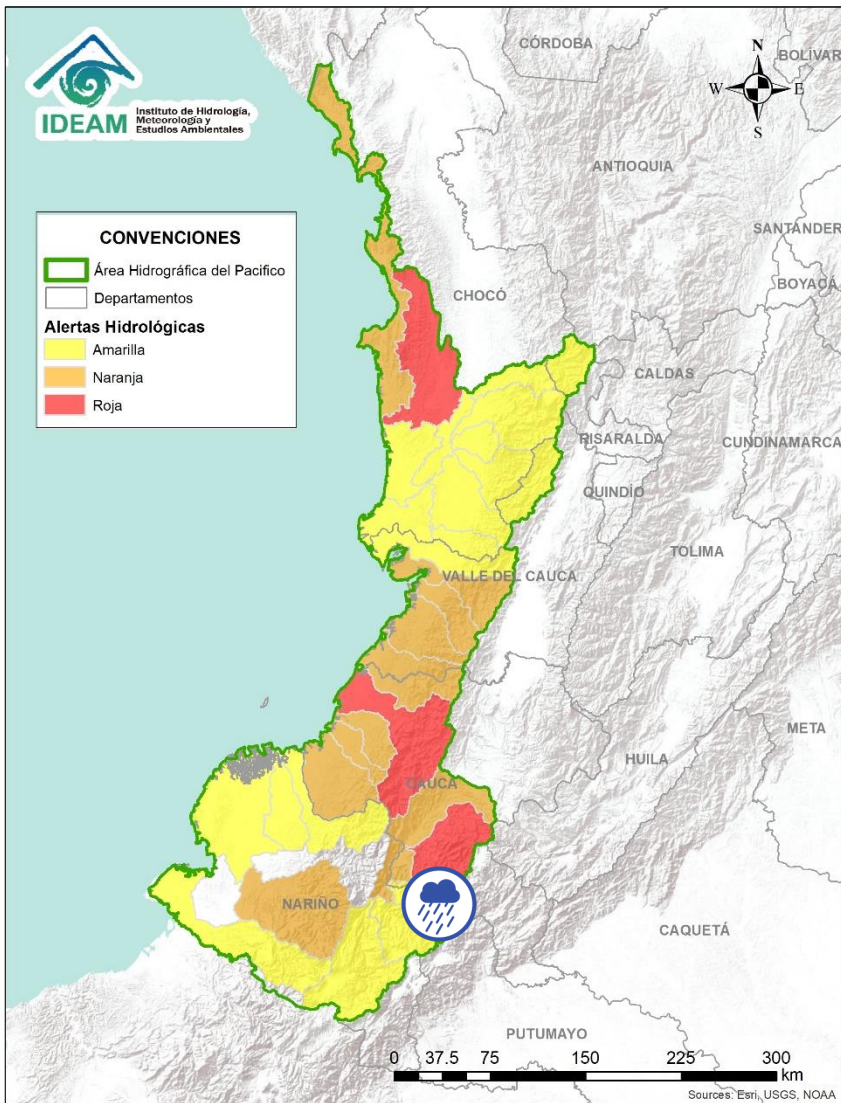 IDEAM
Instituto de Hidrología,
Meteorología y
Estudios Ambientales
CÓRDOBA
BOLÍVAR
N
W
E
S
ANTIOQUIA
SANTANDER
BOYACÁ
CONVENCIONES
Área Hidrográfica del Pacifico
Departamentos
Alertas Hidrológicas
Amarilla
Naranja
Roja
CHOCÓ
CALDAS
RISARALDA
CUNDINAMARCA
QUINDÍO
TOLIMA
VALLE DEL CAUCA
META
HUILA
CAUCA
NARIÑO
CAQUETÁ
PUTUMAYO
0 37.5 75 150 225 300
km
Sources: Esri, USGS, NOAA